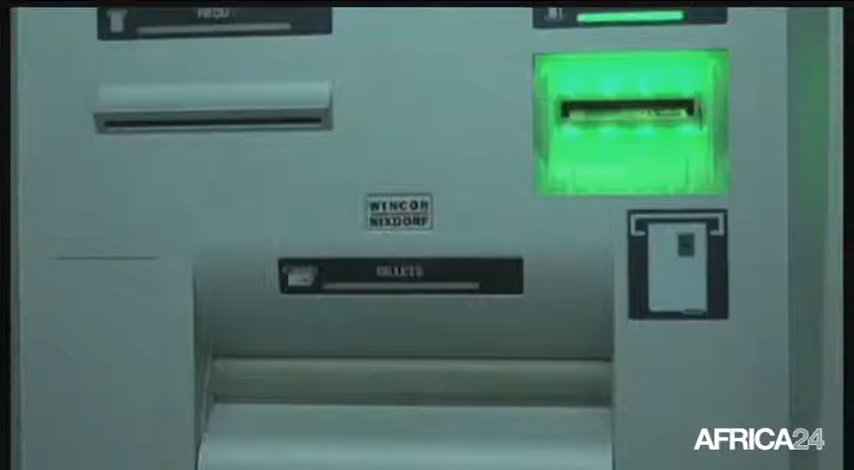 REÇU
WINCOR
NIXDORF
BILLETS
AFRICA24